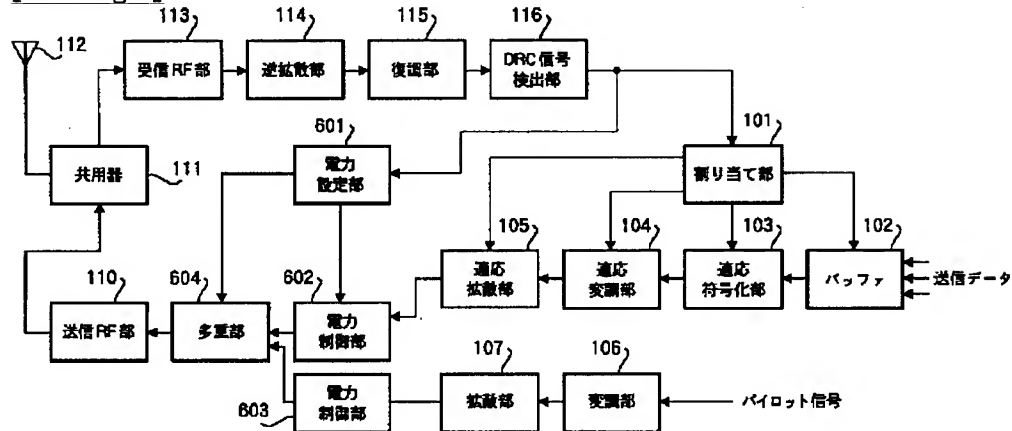 112
113
受信RF部
114
逆拡散部
115
復調部
116
DRC信号
検出部
共用器
111
601
電力
設定部
101
割り当て部
105
適応
拡散部
104
適応
変調部
103
適応
符号化部
102
バッファ
送信データ
110
送信RF部
604
多重部
602
電力
制御部
603
電力
制御部
107
拡散部
106
変調部
パイロット信号